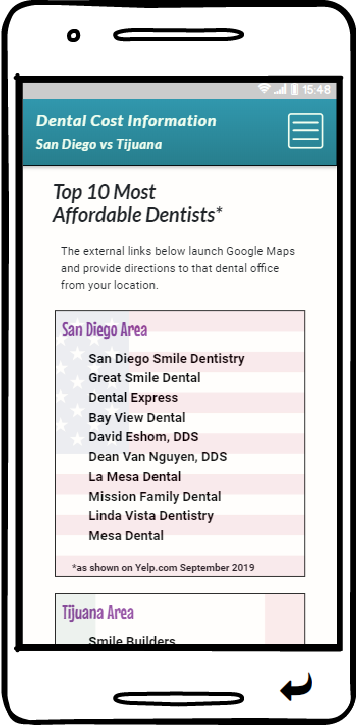 15:48
Dental Cost Information
San Diego vs Tijuana
Top 10 Most
Affordable Dentists*
The external links below launch Google Maps
and provide directions to that dental office
from your location.
San Diego Area
San Diego Smile Dentistry
Great Smile Dental
Dental Express
Bay View Dental
David Eshom, DDS
Dean Van Nguyen, DDS
La Mesa Dental
Mission Family Dental
Linda Vista Dentistry
Mesa Dental
*as shown on Yelp.com September 2019
Tijuana Area
Smile Builders